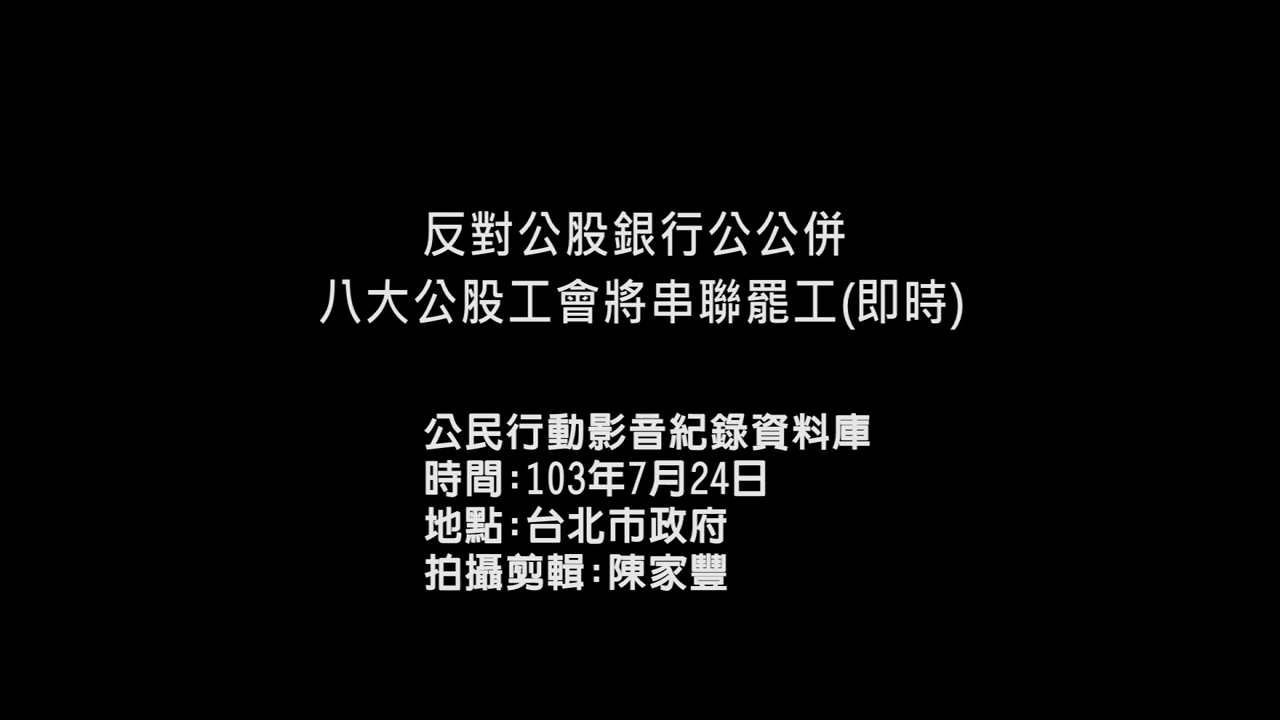 反對公股銀行公公併
八大公股工會將串聯罷工(即時)
公民行動影音紀錄資料庫
時間:103年7月24日
地點:台北市政府
拍攝剪輯:陳家豐